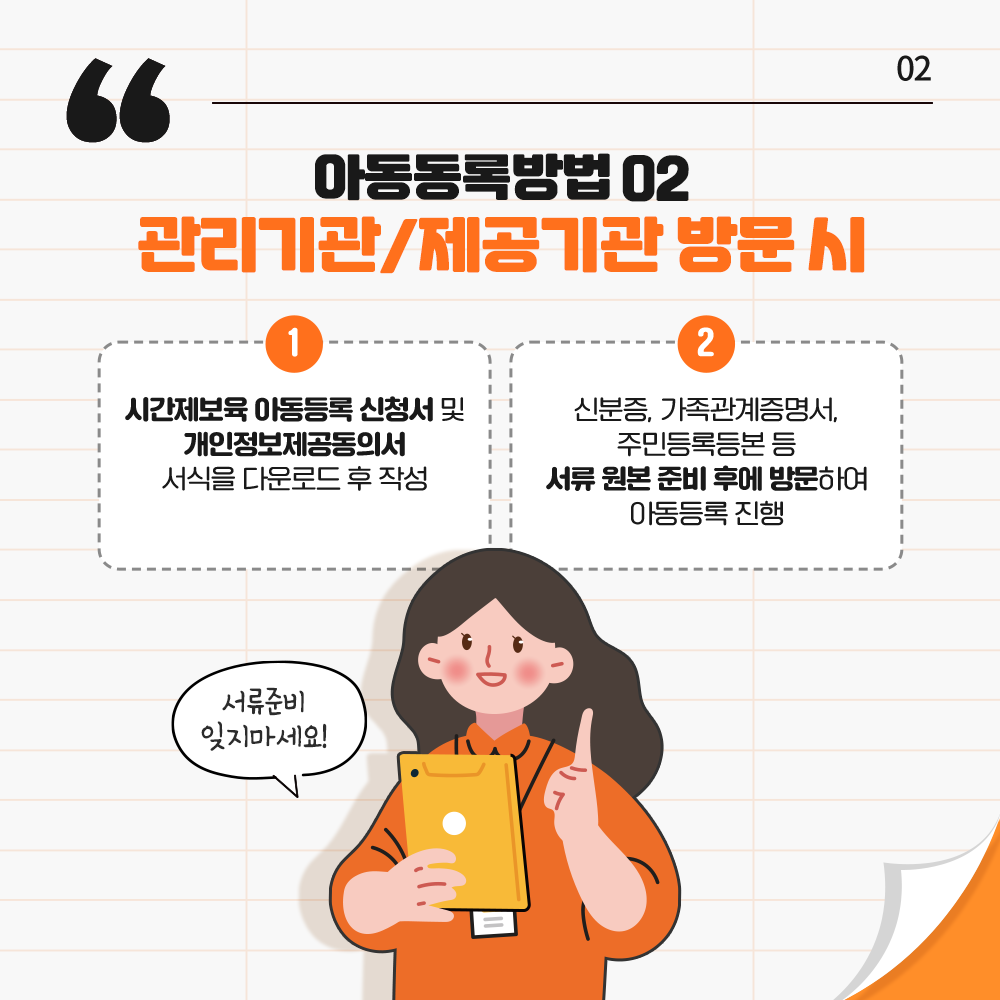 02
아동동록방법 02
관리기관/제공기관 방문 시
1
시간제보육 아동등록 신청서 및
개인정보제공동의서
서식을 다운로드 후 작성
2
신분증, 가족관계증명서,
주민등록등본 등
서류 원본 준비 후에 방문하여
아동등록 진행
서류준비
잊지마세요!